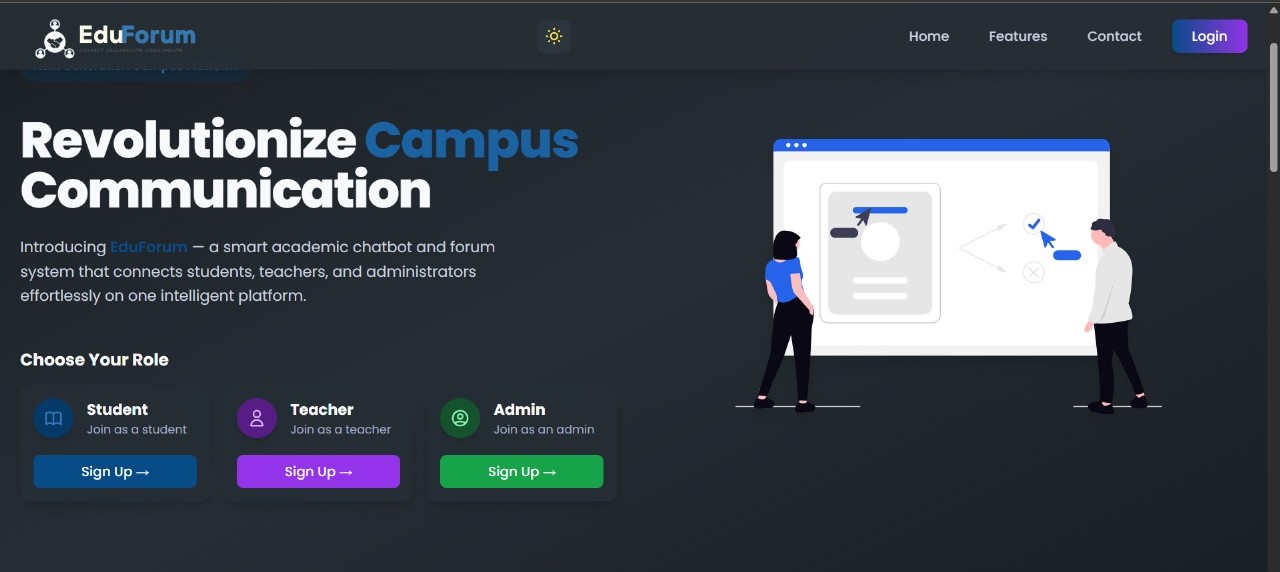 EduForum
Home
Features
Contact
Login
Revolutionize Campus
Communication
Introducing EduForum — a smart academic chatbot and forum
system that connects students, teachers, and administrators
effortlessly on one intelligent platform.
Choose Your Role
Student
Join as a student
Sign Up →
Teacher
Join as a teacher
Sign Up →
Admin
Join as an admin
Sign Up →